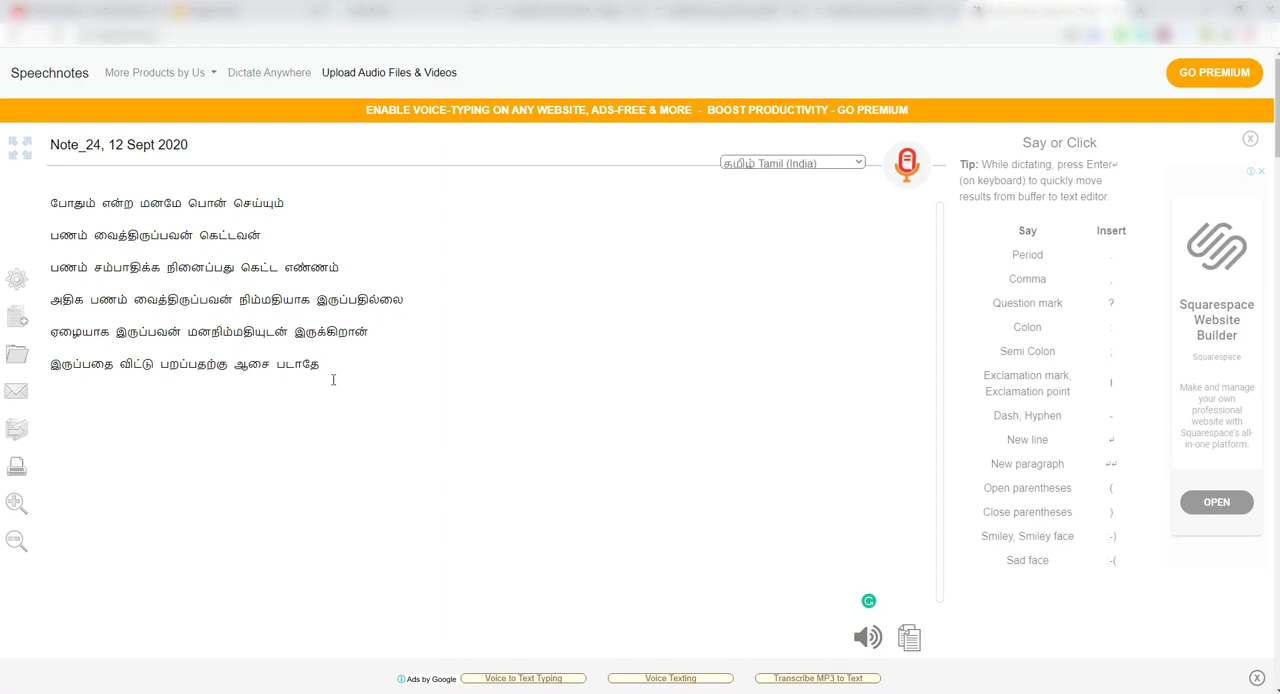 Speechnotes
More Products by Us
Dictate Anywhere
Upload Audio Files & Videos
GO PREMIUM
ENABLE VOICE-TYPING ON ANY WEBSITE, ADS-FREE & MORE - BOOST PRODUCTIVITY - GO PREMIUM
Note_24, 12 Sept 2020
தமிழ் Tamil (India)
போதும் என்ற மனமே பொன் செய்யும்
பணம் வைத்திருப்பவன் கெட்டவன்
பணம் சம்பாதிக்க நினைப்பது கெட்ட எண்ணம்
அதிக பணம் வைத்திருப்பவன் நிம்மதியாக இருப்பதில்லை
ஏழையாக இருப்பவன் மனநிம்மதியுடன் இருக்கிறான்
இருப்பதை விட்டு பறப்பதற்கு ஆசை படாதே
Say or Click
Tip: While dictating, press Enter↵
(on keyboard) to quickly move
results from buffer to text editor.
Say Insert
Period .
Comma ,
Question mark ?
Colon :
Semi Colon ;
Exclamation mark,
Exclamation point !
Dash, Hyphen -
New line ↵
New paragraph ↵↵
Open parentheses (
Close parentheses )
Smiley, Smiley face :-)
Sad face :-(
Squarespace
Website
Builder
Squarespace
Make and manage
your own
professional
website with
Squarespace's all-
in-one platform.
OPEN
Ads by Google
Voice to Text Typing
Voice Texting
Transcribe MP3 to Text